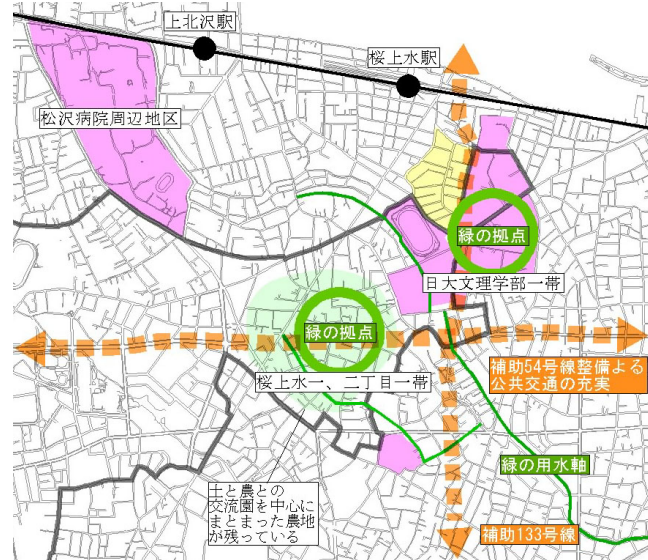 上北沢駅
桜上水駅
松沢病院周辺地区
緑の拠点
日大文理学部一帯
緑の拠点
桜上水一、二丁目一帯
補助54号線整備よる
公共交通の充実
緑の用水軸
土と農との
交流園を中心に
まとまった農地
が残っている
補助133号線